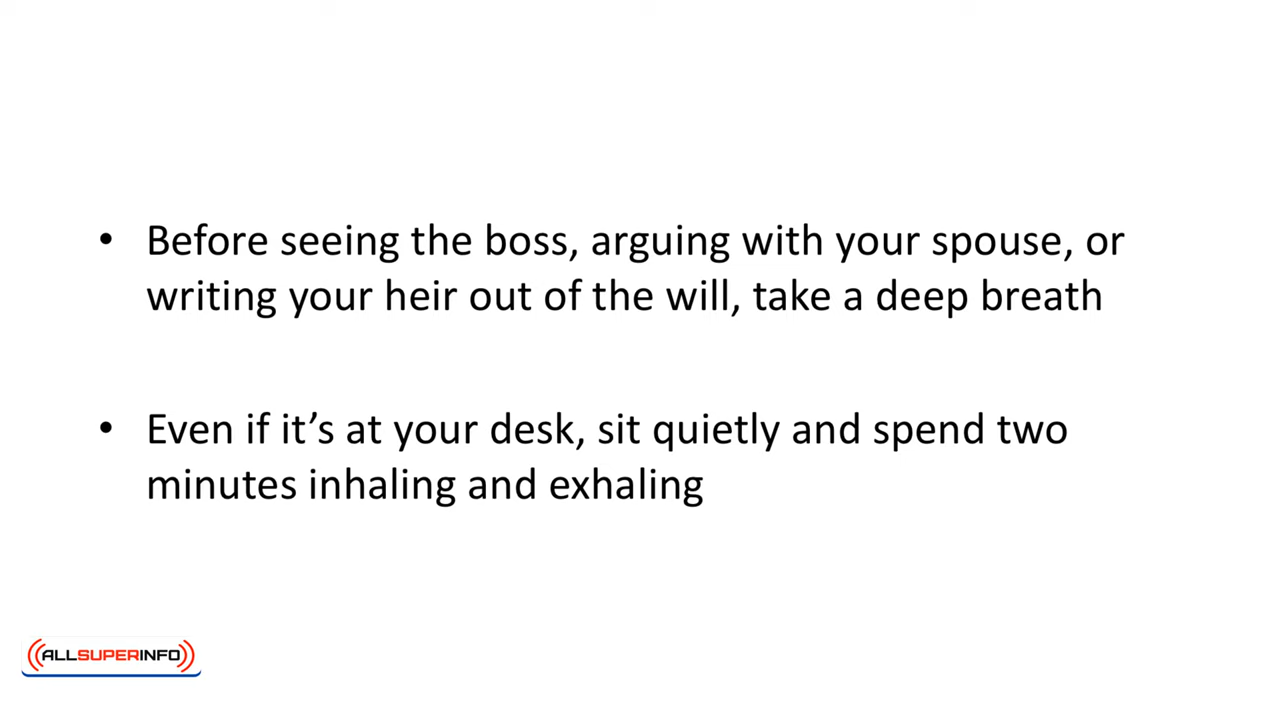 • Before seeing the boss, arguing with your spouse, or
writing your heir out of the will, take a deep breath
• Even if it’s at your desk, sit quietly and spend two
minutes inhaling and exhaling
ALLSUPERINFO